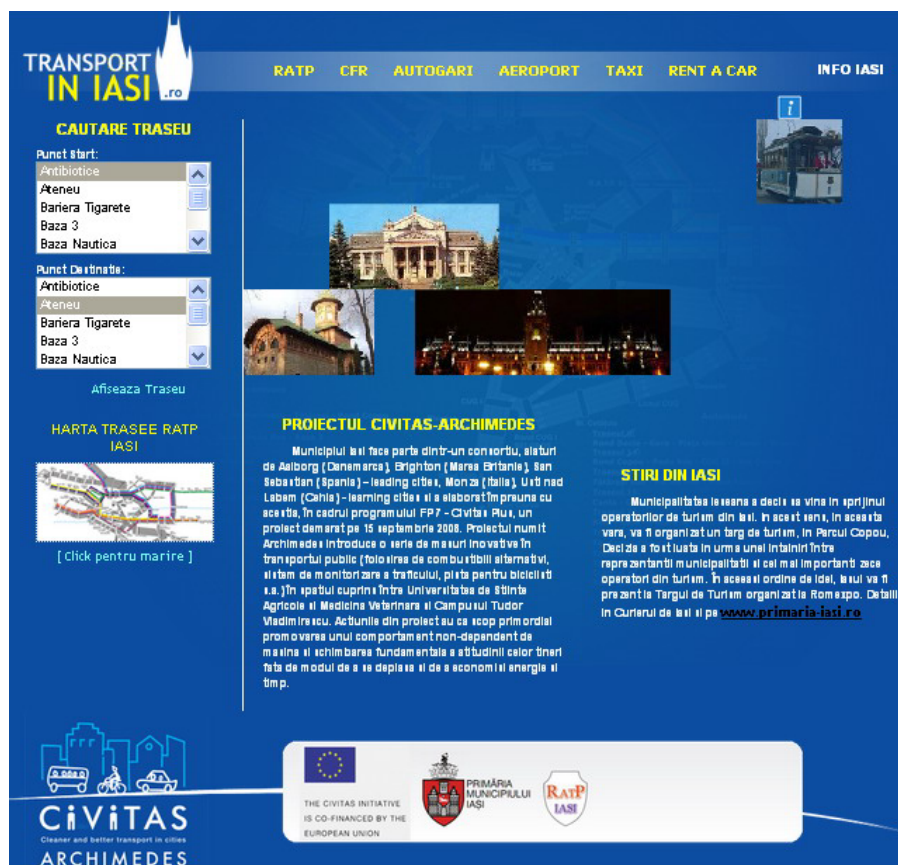 TRANSPORT
IN IASI .ro
RATP CFR AUTOGARI AEROPORT TAXI RENT A CAR INFO IASI
i
CAUTARE TRASEU
Punct Start:
Antibiotice
Ateneu
Bariera Tigarete
Baza 3
Baza Nautica
Punct Destinatie:
Antibiotice
Ateneu
Bariera Tigarete
Baza 3
Baza Nautica
Afiseaza Traseu
HARTA TRASEE RATP
IASI
[ Click pentru marire ]
PROIECTUL CIVITAS-ARCHIMEDES
Municipiul Iasi face parte dintr-un consortiu, alaturi
de Aalborg (Danemarca), Brighton (Marea Britanie), San
Sebastian (Spania) - leading cities, Monza (Italia), Usti nad
Labem (Cehia) - learning cities si a elaborat împreuna cu
acestia, în cadrul programului FP7 - Civitas Plus, un
proiect demarat pe 15 septembrie 2008. Proiectul numit
Archimedes introduce o serie de masuri inovative în
transportul public (folosirea de combustibili alternativi,
sistem de monitorizare a traficului, pista pentru biciclisti
s.a.) în spatiul cuprins între Universitatea de Stiinte
Agricole si Medicina Veterinara si Campusul Tudor
Vladimirescu. Actiunile din proiect au ca scop primordial
promovarea unui comportament non-dependent de
masina si schimbarea fundamentala a atitudinii celor tineri
fata de modul de a se deplasa si de a economisi energie si
timp.
STIRI DIN IASI
Municipalitatea ieseana a decis sa vina in sprijinul
operatorilor de turism din Iasi. In acest sens, in aceasta
vara, va fi organizat un targ de turism, in Parcul Copou,
Decizia a fost luata in urma unei intalniri între
reprezentantii municipalitatii si cei mai importanti zece
operatori din turism. În aceeasi ordine de idei, Iasul va fi
prezent la Targul de Turism organizat la Romexpo. Detalii
in Curierul de Iasi si pe www.primaria-iasi.ro
CiViTAS
Cleaner and better transport in cities
ARCHIMEDES
THE CIVITAS INITIATIVE
IS CO-FINANCED BY THE
EUROPEAN UNION
PRIMĂRIA
MUNICIPIULUI
IAŞI
RATP
IASI